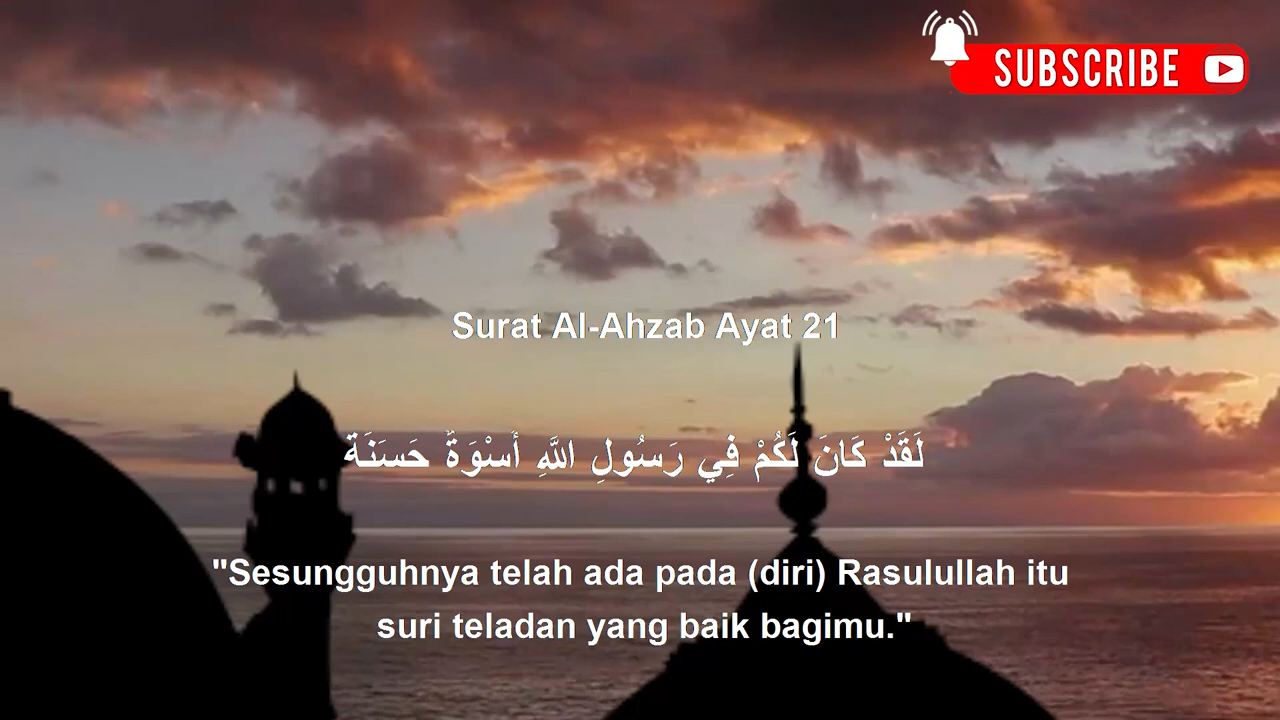 SUBSCRIBE
Surat Al-Ahzab Ayat 21
لَقَدْ كَانَ لَكُمْ فِي رَسُولِ اللَّهِ أُسْوَةٌ حَسَنَة
"Sesungguhnya telah ada pada (diri) Rasulullah itu
suri teladan yang baik bagimu."